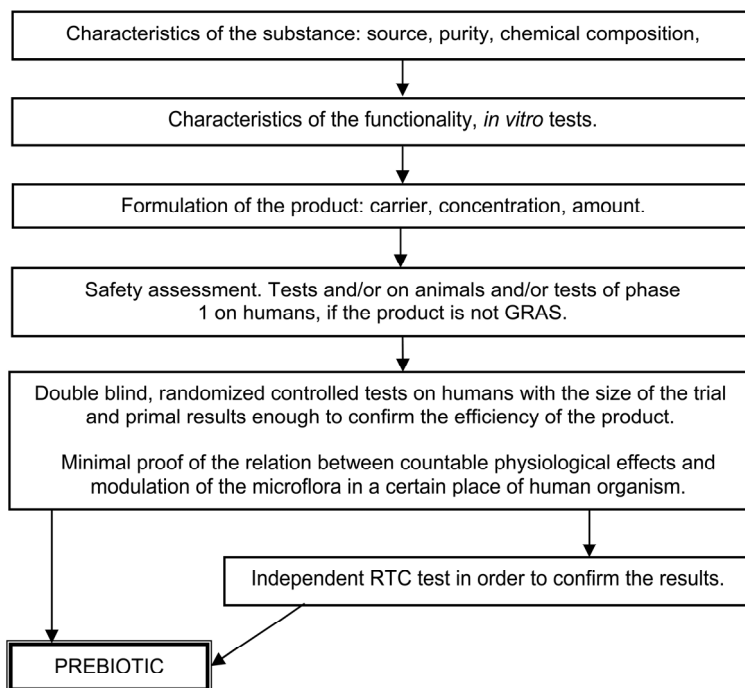 Characteristics of the substance: source, purity, chemical composition,
Characteristics of the functionality, in vitro tests.
Formulation of the product: carrier, concentration, amount.
Safety assessment. Tests and/or on animals and/or tests of phase
1 on humans, if the product is not GRAS.
Double blind, randomized controlled tests on humans with the size of the trial
and primal results enough to confirm the efficiency of the product.
Minimal proof of the relation between countable physiological effects and
modulation of the microflora in a certain place of human organism.
Independent RTC test in order to confirm the results.
PREBIOTIC